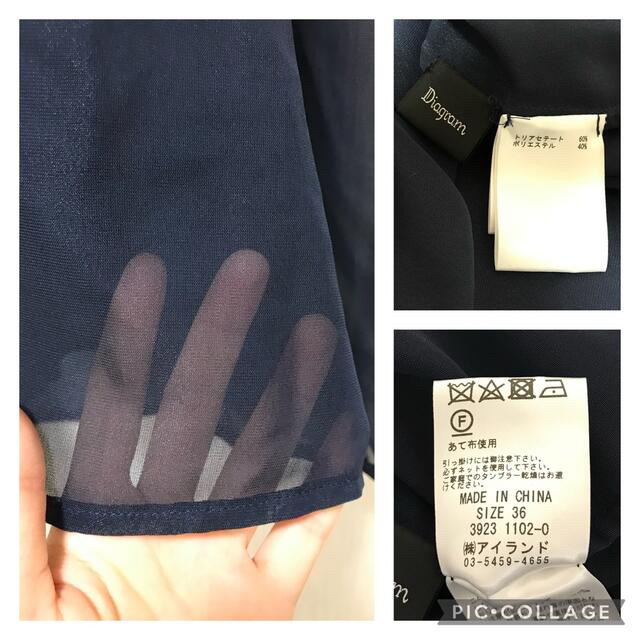 Diagram
トリアセテート 60%
ポリエステル 40%
F
あて布使用
引っ掛けには御注意下さい。
必ずネットを使用して下さい。
ご家庭でのタンブラー乾燥はお避
けください。
MADE IN CHINA
SIZE 36
3923 1102-0
㈱アイランド
03-5459-4655
PIC•COLLAGE